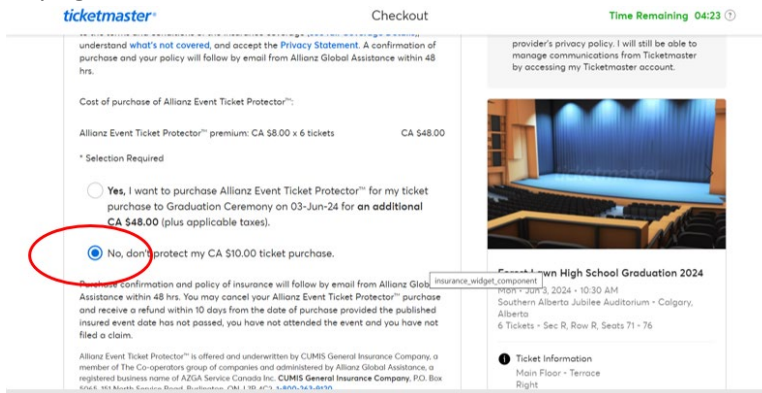 ticketmaster®
Checkout
Time Remaining 04:23 ?
understand what's not covered, and accept the Privacy Statement. A confirmation of
purchase and your policy will follow by email from Allianz Global Assistance within 48
hrs.
Cost of purchase of Allianz Event Ticket Protector™:
Allianz Event Ticket Protector™ premium: CA $8.00 x 6 tickets CA $48.00
* Selection Required
Yes, I want to purchase Allianz Event Ticket Protector™ for my ticket
purchase to Graduation Ceremony on 03-Jun-24 for an additional
CA $48.00 (plus applicable taxes).
No, don't protect my CA $10.00 ticket purchase.
Purchase confirmation and policy of insurance will follow by email from Allianz Glob
Assistance within 48 hrs. You may cancel your Allianz Event Ticket Protector™ purchase
and receive a refund within 10 days from the date of purchase provided the published
insured event date has not passed, you have not attended the event and you have not
filed a claim.
Allianz Event Ticket Protector™ is offered and underwritten by CUMIS General Insurance Company, a
member of The Co-operators group of companies and administered by Allianz Global Assistance, a
registered business name of AZGA Service Canada Inc. CUMIS General Insurance Company, P.O. Box
provider's privacy policy. I will still be able to
manage communications from Ticketmaster
by accessing my Ticketmaster account.
ticketmaster
Forest Lawn High School Graduation 2024
insurance_widget_component
Mon • Jun 3, 2024 • 10:30 AM
Southern Alberta Jubilee Auditorium • Calgary,
Alberta
6 Tickets • Sec R, Row R, Seats 71 - 76
Ticket Information
Main Floor - Terrace
Right